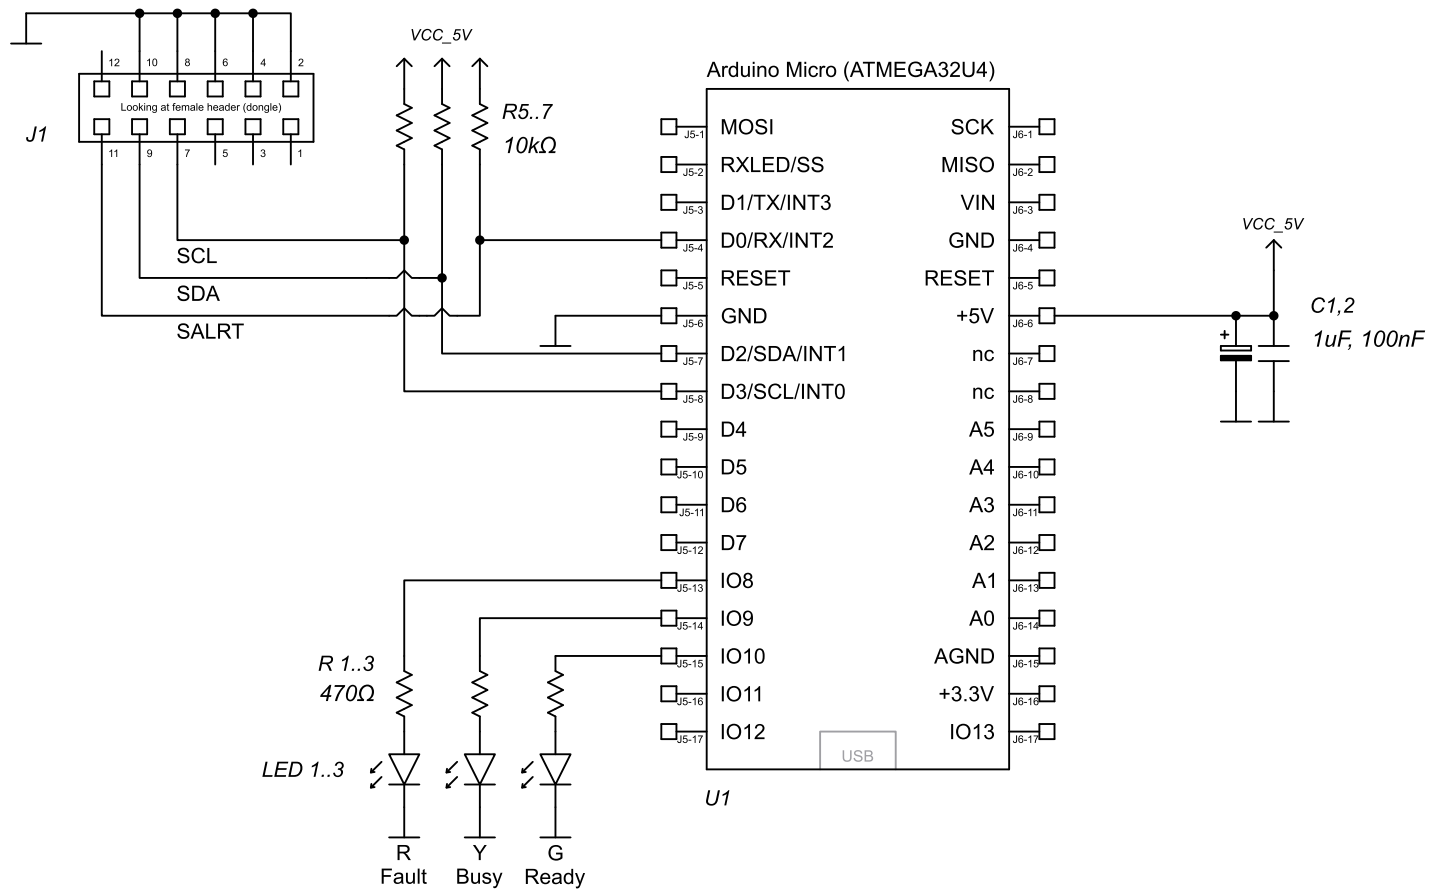 VCC_5V
12 10 8 6 4 2
Looking at female header (dongle)
J1
11 9 7 5 3 1
R5..7
10kΩ
SCL
SDA
SALRT
Arduino Micro (ATMEGA32U4)
J5-1 MOSI SCK J6-1
J5-2 RXLED/SS MISO J6-2
J5-3 D1/TX/INT3 VIN J6-3
J5-4 D0/RX/INT2 GND J6-4
J5-5 RESET RESET J6-5
J5-6 GND +5V J6-6
J5-7 D2/SDA/INT1 nc J6-7
J5-8 D3/SCL/INT0 nc J6-8
J5-9 D4 A5 J6-9
J5-10 D5 A4 J6-10
J5-11 D6 A3 J6-11
J5-12 D7 A2 J6-12
J5-13 IO8 A1 J6-13
J5-14 IO9 A0 J6-14
J5-15 IO10 AGND J6-15
J5-16 IO11 +3.3V J6-16
J5-17 IO12 IO13 J6-17
USB
U1
VCC_5V
+
C1,2
1uF, 100nF
R 1..3
470Ω
LED 1..3
R Y G
Fault Busy Ready